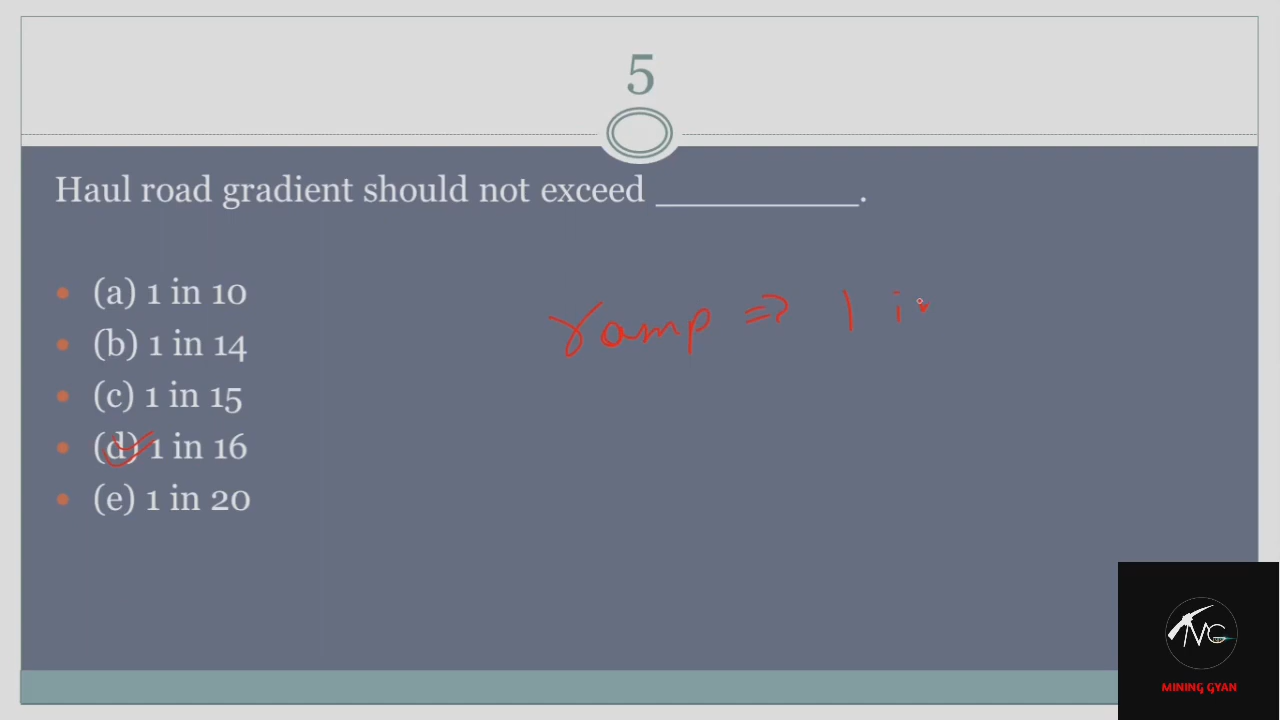 5
Haul road gradient should not exceed ___________.
(a) 1 in 10
(b) 1 in 14
(c) 1 in 15
(d) 1 in 16
(e) 1 in 20
ramp => 1 i
MG
MINING GYAN